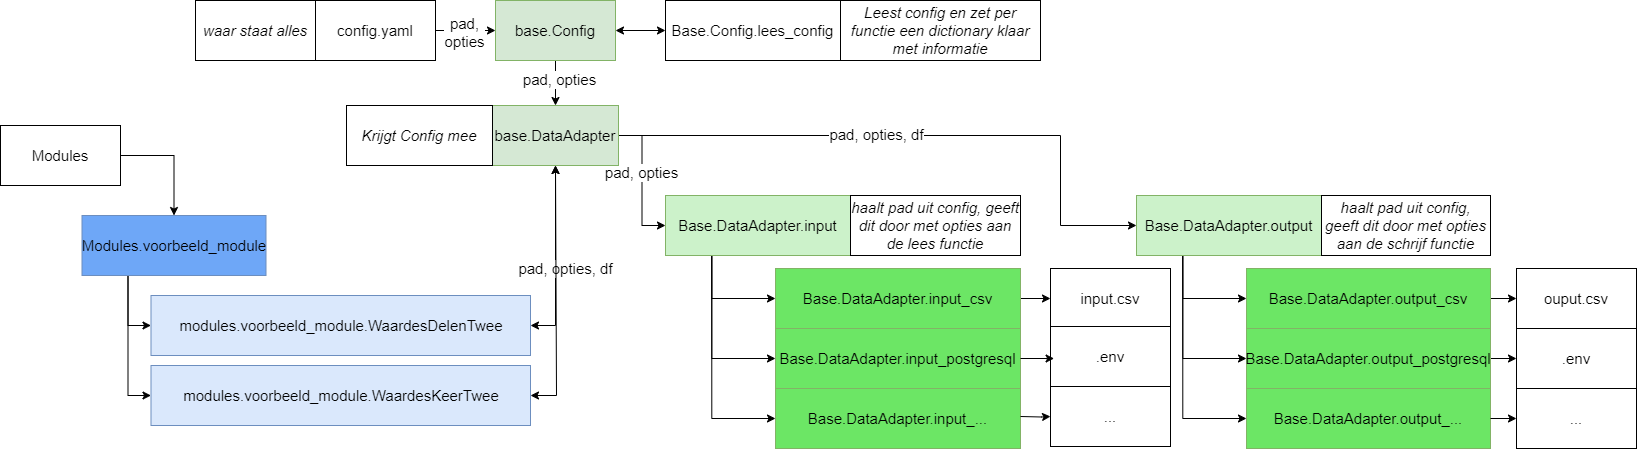 waar staat alles
config.yaml
pad,
opties
base.Config
Base.Config.lees_config
Leest config en zet per
functie een dictionary klaar
met informatie
pad, opties
Krijgt Config mee
base.DataAdapter
pad, opties, df
Modules
pad, opties
Modules.voorbeeld_module
Base.DataAdapter.input
haalt pad uit config, geeft
dit door met opties aan
de lees functie
Base.DataAdapter.output
haalt pad uit config,
geeft dit door met opties
aan de schrijf functie
pad, opties, df
modules.voorbeeld_module.WaardesDelenTwee
modules.voorbeeld_module.WaardesKeerTwee
Base.DataAdapter.input_csv
input.csv
Base.DataAdapter.output_csv
ouput.csv
Base.DataAdapter.input_postgresql
.env
Base.DataAdapter.output_postgresql
.env
Base.DataAdapter.input_...
...
Base.DataAdapter.output_...
...